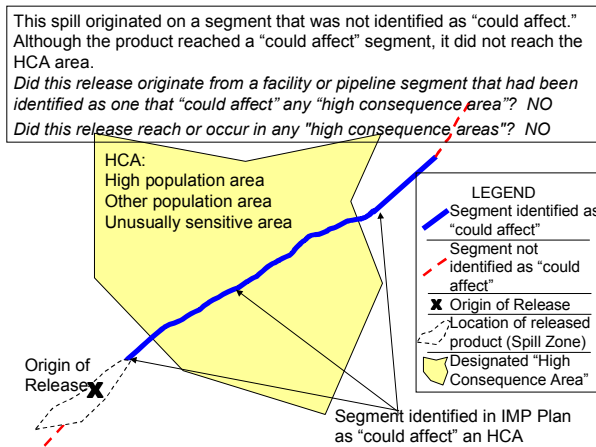 This spill originated on a segment that was not identified as “could affect.”
Although the product reached a “could affect” segment, it did not reach the
HCA area.
Did this release originate from a facility or pipeline segment that had been
identified as one that “could affect” any “high consequence area”? NO
Did this release reach or occur in any "high consequence areas"? NO
HCA:
High population area
Other population area
Unusually sensitive area
LEGEND
Segment identified as
“could affect”
Segment not
identified as “could
affect”
Origin of Release
Location of released
product (Spill Zone)
Designated “High
Consequence Area”
Origin of
Release
Segment identified in IMP Plan
as “could affect” an HCA